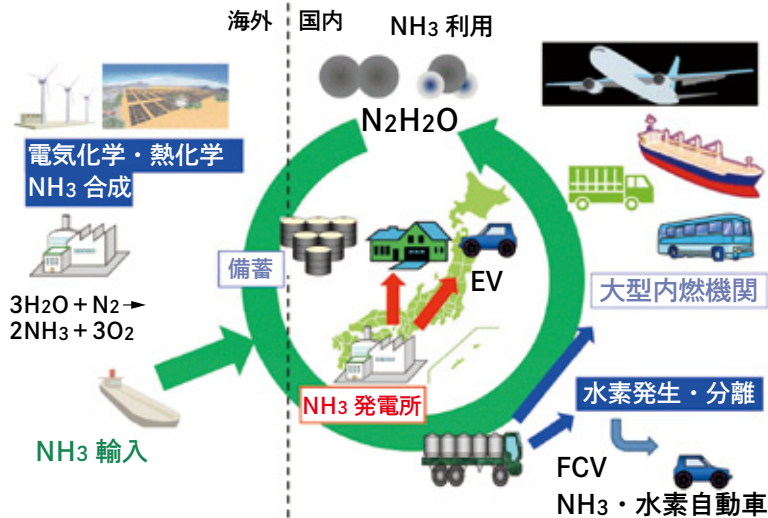 海外
国内
NH3 利用
N2H2O
電気化学・熱化学
NH3 合成
備蓄
EV
3H2O + N2→
2NH3 + 3O2
大型内燃機関
NH3 発電所
水素発生・分離
NH3 輸入
FCV
NH3・水素自動車